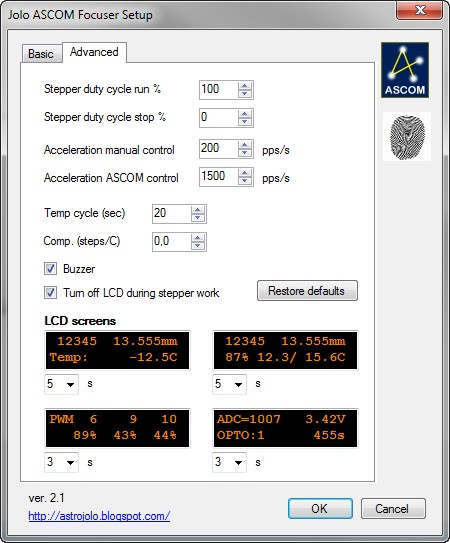 Jolo ASCOM Focuser Setup
Basic Advanced
ASCOM
Stepper duty cycle run % 100
Stepper duty cycle stop % 0
Acceleration manual control 200 pps/s
Acceleration ASCOM control 1500 pps/s
Temp cycle (sec) 20
Comp. (steps/C) 0,0
Buzzer
Turn off LCD during stepper work Restore defaults
LCD screens
12345 13.555mm
Temp: -12.5C
12345 13.555mm
87% 12.3/ 15.6C
5 s 5 s
PWM 6 9 10
89% 43% 44%
ADC=1007 3.42V
OPTO:1 455s
3 s 3 s
ver. 2.1
http://astrojolo.blogspot.com/
OK Cancel